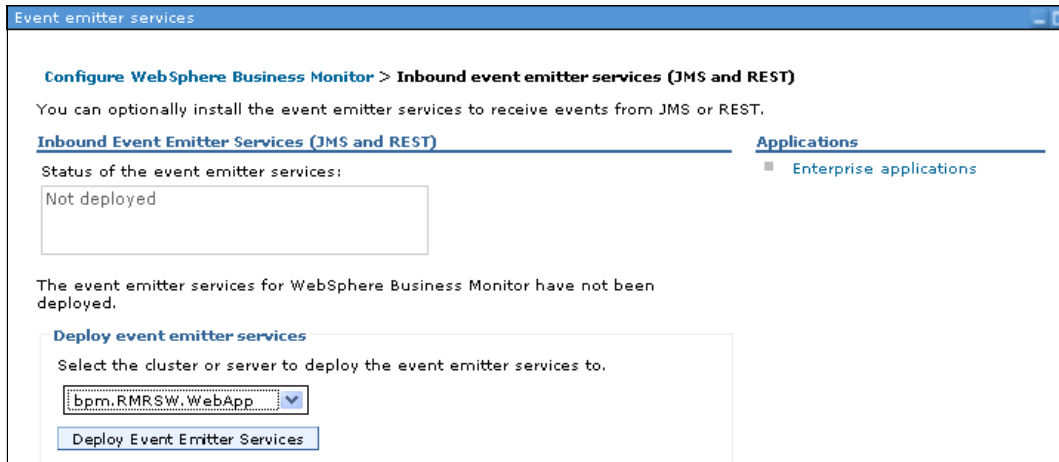 Event emitter services
Configure WebSphere Business Monitor > Inbound event emitter services (JMS and REST)
You can optionally install the event emitter services to receive events from JMS or REST.
Inbound Event Emitter Services (JMS and REST)
Applications
Status of the event emitter services:
Enterprise applications
Not deployed
The event emitter services for WebSphere Business Monitor have not been
deployed.
Deploy event emitter services
Select the cluster or server to deploy the event emitter services to.
bpm.RMRSW.WebApp
Deploy Event Emitter Services